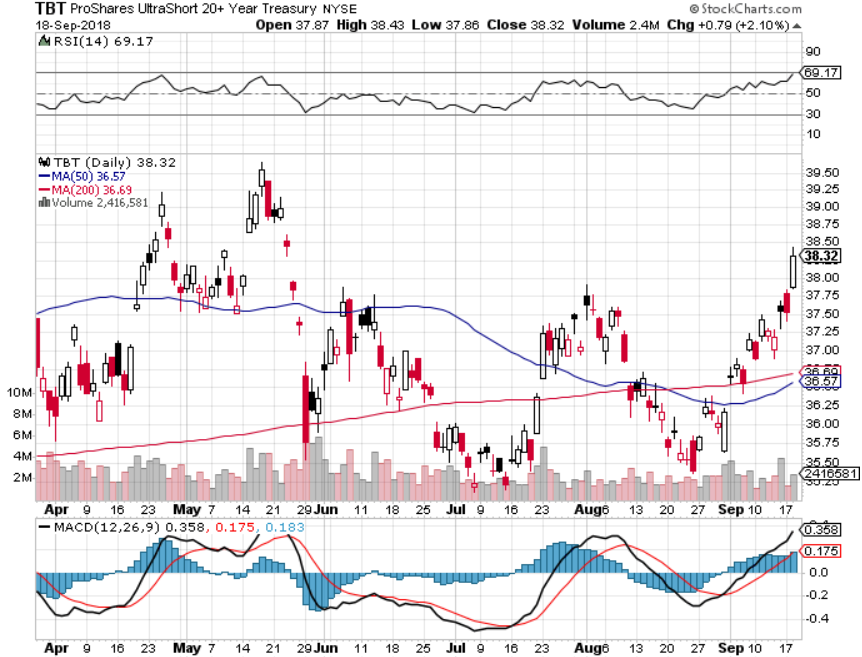 TBT ProShares UltraShort 20+ Year Treasury NYSE © StockCharts.com
18-Sep-2018 Open 37.87 High 38.43 Low 37.86 Close 38.32 Volume 2.4M Chg +0.79 (+2.10%)
RSI(14) 69.17
90
69.17
50
30
10
TBT (Daily) 38.32
MA(50) 36.57
MA(200) 36.69
Volume 2,416,581
39.50
39.25
39.00
38.75
38.50
38.32
38.00
37.75
37.50
37.25
37.00
36.69
36.57
36.25
36.00
35.75
35.50
2416581
35.25
10M
8M
6M
4M
2M
Apr 9 16 23 May 7 14 21 29 Jun 11 18 25 Jul 9 16 23 Aug 6 13 20 27 Sep 10 17
MACD(12,26,9) 0.358, 0.175, 0.183
0.358
0.175
0.0
-0.2
-0.4
Apr 9 16 23 May 7 14 21 29 Jun 11 18 25 Jul 9 16 23 Aug 6 13 20 27 Sep 10 17